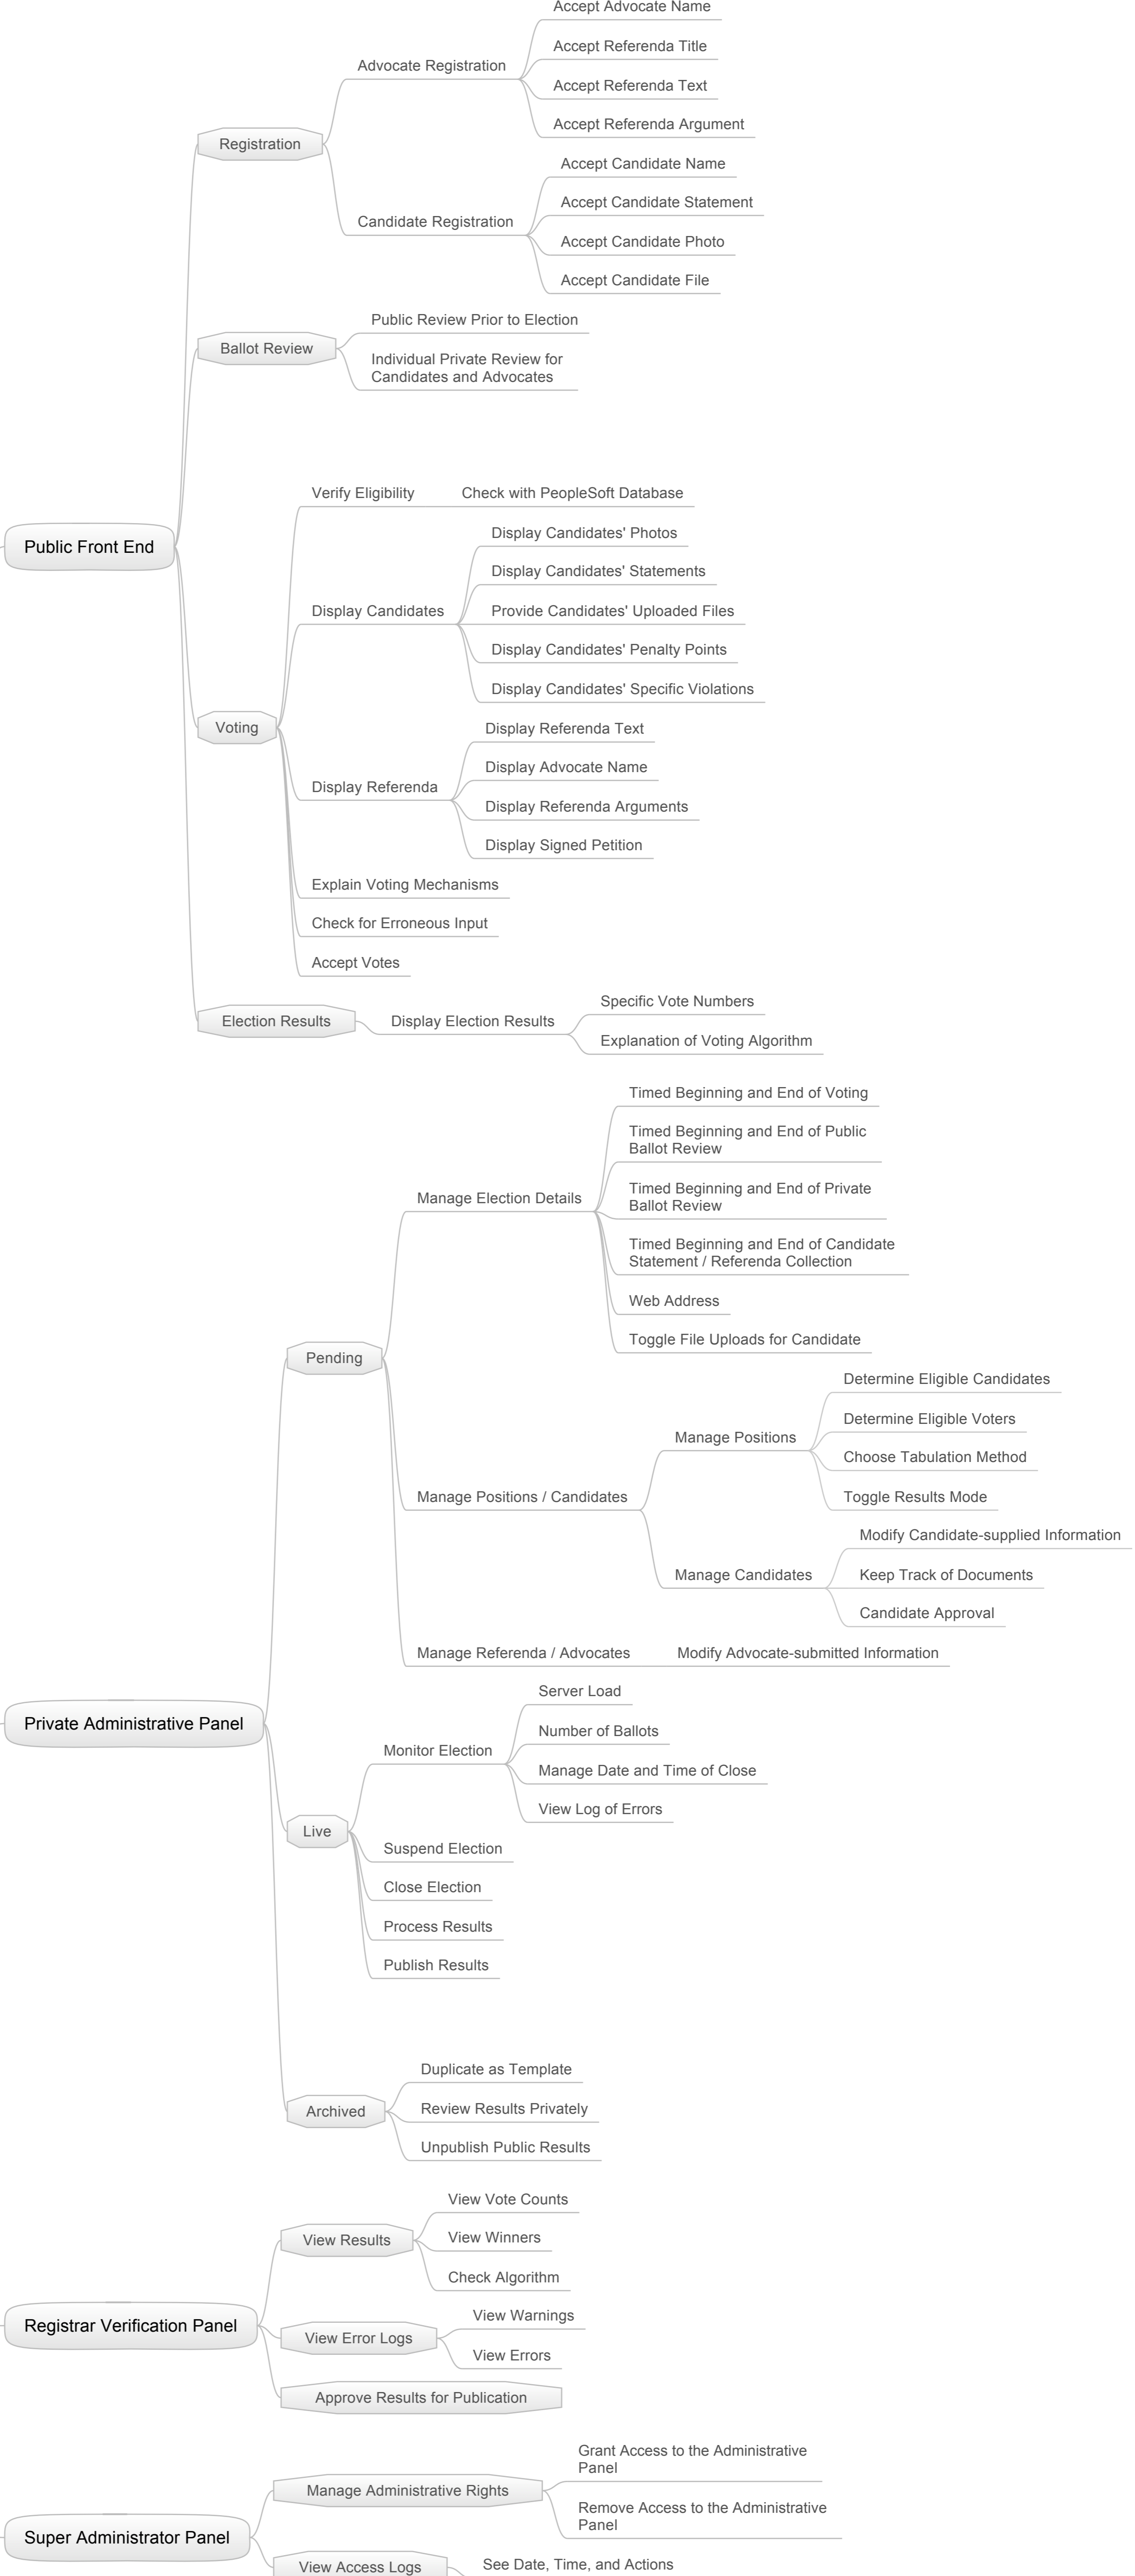 Accept Advocate Name
Accept Referenda Title
Advocate Registration
Accept Referenda Text
Accept Referenda Argument
Registration
Accept Candidate Name
Accept Candidate Statement
Candidate Registration
Accept Candidate Photo
Accept Candidate File
Public Review Prior to Election
Ballot Review
Individual Private Review for
Candidates and Advocates
Verify Eligibility
Check with PeopleSoft Database
Public Front End
Display Candidates' Photos
Display Candidates' Statements
Display Candidates
Provide Candidates' Uploaded Files
Display Candidates' Penalty Points
Display Candidates' Specific Violations
Voting
Display Referenda Text
Display Advocate Name
Display Referenda
Display Referenda Arguments
Display Signed Petition
Explain Voting Mechanisms
Check for Erroneous Input
Accept Votes
Election Results
Display Election Results
Specific Vote Numbers
Explanation of Voting Algorithm
Timed Beginning and End of Voting
Timed Beginning and End of Public
Ballot Review
Manage Election Details
Timed Beginning and End of Private
Ballot Review
Timed Beginning and End of Candidate
Statement / Referenda Collection
Web Address
Toggle File Uploads for Candidate
Pending
Determine Eligible Candidates
Determine Eligible Voters
Manage Positions
Choose Tabulation Method
Toggle Results Mode
Manage Positions / Candidates
Modify Candidate-supplied Information
Manage Candidates
Keep Track of Documents
Candidate Approval
Manage Referenda / Advocates
Modify Advocate-submitted Information
Private Administrative Panel
Server Load
Number of Ballots
Monitor Election
Manage Date and Time of Close
View Log of Errors
Live
Suspend Election
Close Election
Process Results
Publish Results
Duplicate as Template
Archived
Review Results Privately
Unpublish Public Results
View Vote Counts
View Results
View Winners
Check Algorithm
Registrar Verification Panel
View Warnings
View Error Logs
View Errors
Approve Results for Publication
Grant Access to the Administrative
Panel
Manage Administrative Rights
Remove Access to the Administrative
Panel
Super Administrator Panel
View Access Logs
See Date, Time, and Actions